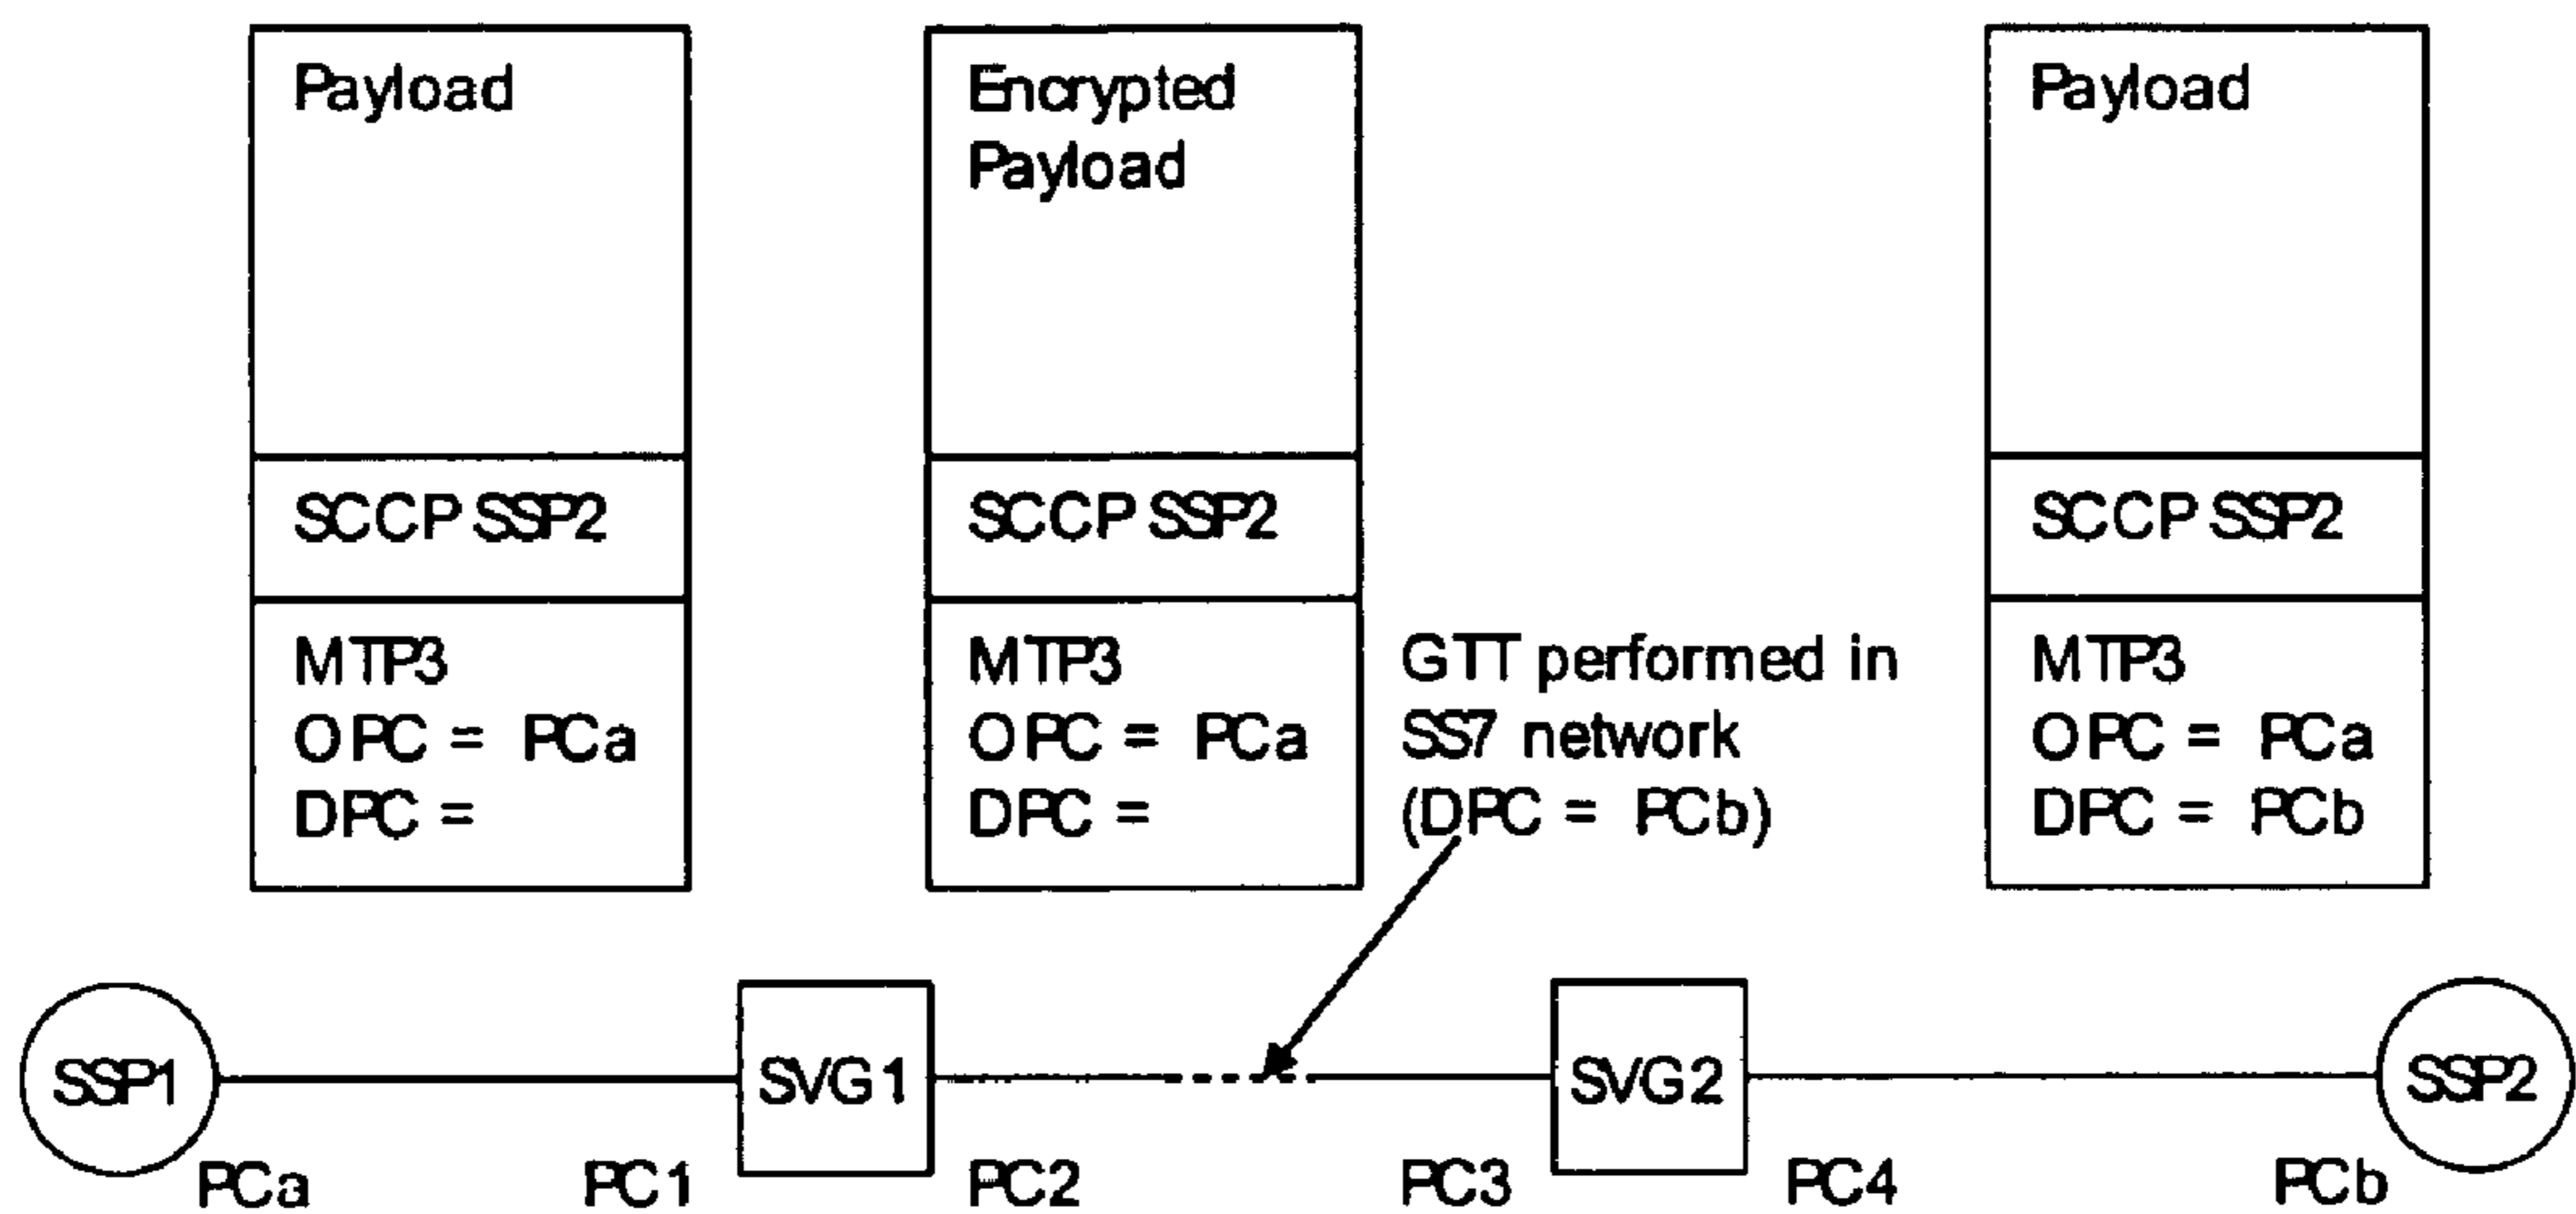 Payload
SCCP SSP2
MTP3
OPC = PCa
DPC =
Encrypted
Payload
SCCP SSP2
MTP3
OPC = PCa
DPC =
GTT performed in
SS7 network
(DPC = PCb)
Payload
SCCP SSP2
MTP3
OPC = PCa
DPC = PCb
SSP1
SVG1
SVG2
SSP2
PCa
PC1
PC2
PC3
PC4
PCb